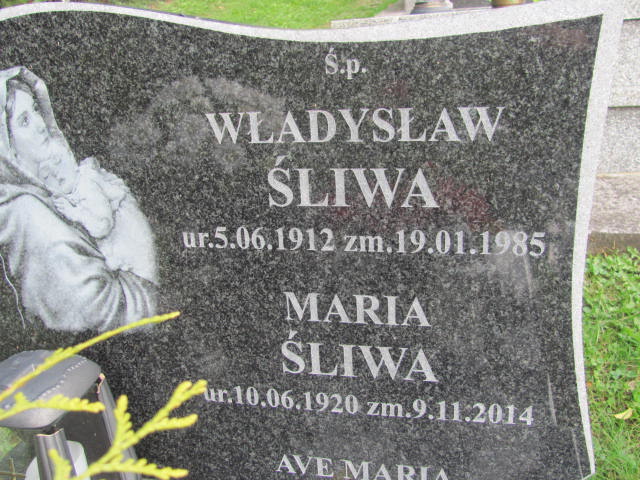 Ś.p.
WŁADYSŁAW
ŚLIWA
ur.5.06.1912 zm.19.01.1985
MARIA
ŚLIWA
ur.10.06.1920 zm.9.11.2014
AVE MARIA